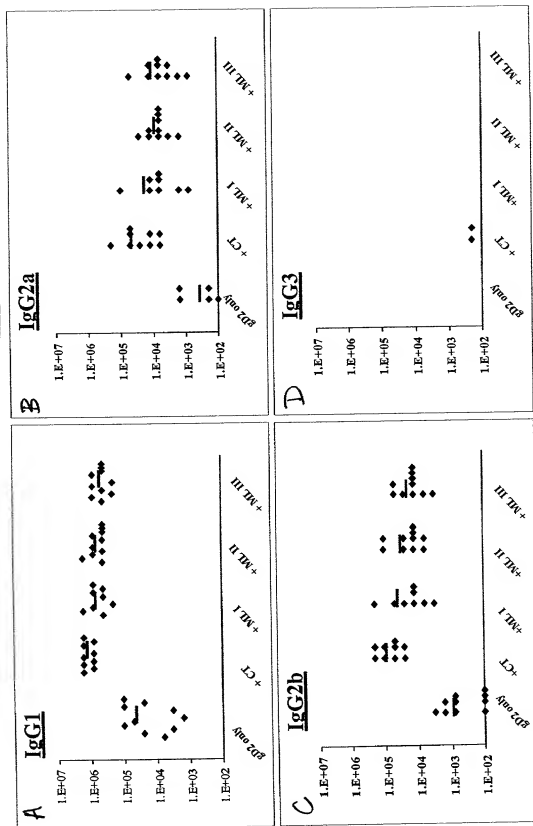 A
IgG1
1.E+07
1.E+06
1.E+05
1.E+04
1.E+03
1.E+02
gD2 only
+ CT
+ML I
+ML II
+ ML III
B
IgG2a
1.E+07
1.E+06
1.E+05
1.E+04
1.E+03
1.E+02
gD2 only
+ CT
+ML I
+ML II
+ ML III
C
IgG2b
1.E+07
1.E+06
1.E+05
1.E+04
1.E+03
1.E+02
gD2 only
+CT
+ ML I
+ ML II
+ ML III
D
IgG3
1.E+07
1.E+06
1.E+05
1.E+04
1.E+03
1.E+02
gD2 only
+ CT
+ ML I
+ ML II
+ ML III